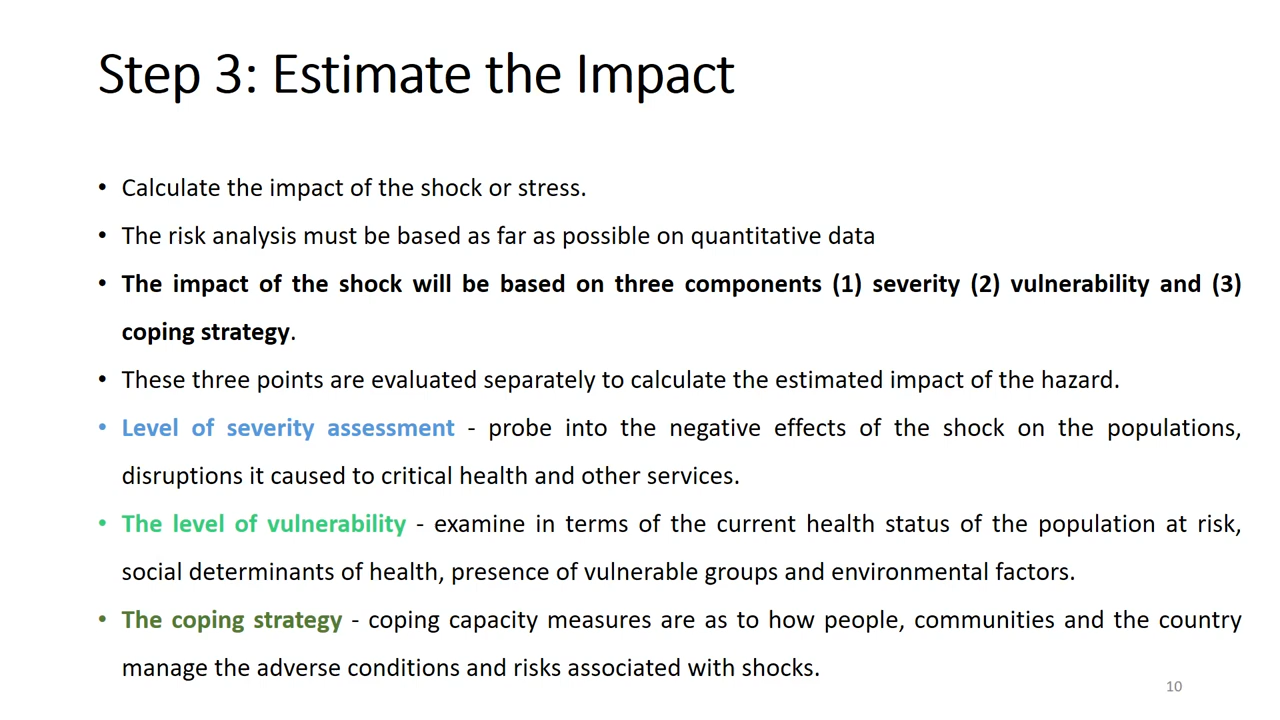 Step 3: Estimate the Impact
• Calculate the impact of the shock or stress.
• The risk analysis must be based as far as possible on quantitative data
• The impact of the shock will be based on three components (1) severity (2) vulnerability and (3)
coping strategy.
• These three points are evaluated separately to calculate the estimated impact of the hazard.
• Level of severity assessment - probe into the negative effects of the shock on the populations,
disruptions it caused to critical health and other services.
• The level of vulnerability - examine in terms of the current health status of the population at risk,
social determinants of health, presence of vulnerable groups and environmental factors.
• The coping strategy - coping capacity measures are as to how people, communities and the country
manage the adverse conditions and risks associated with shocks.
10